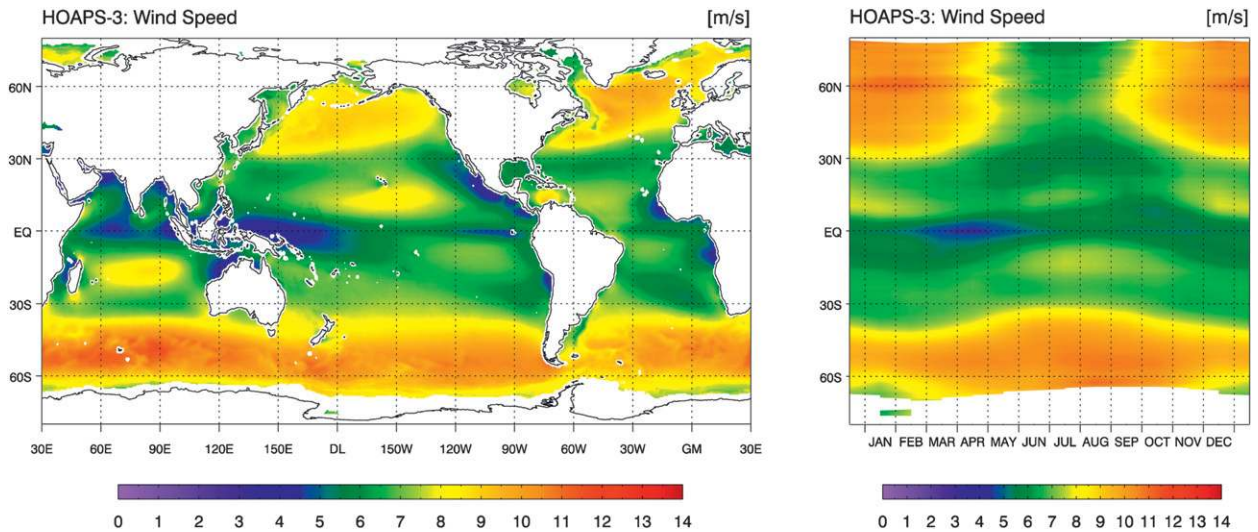 HOAPS-3: Wind Speed [m/s]
60N
30N
EQ
30S
60S
30E 60E 90E 120E 150E DL 150W 120W 90W 60W 30W GM 30E
0 1 2 3 4 5 6 7 8 9 10 11 12 13 14
HOAPS-3: Wind Speed [m/s]
60N
30N
EQ
30S
60S
JAN FEB MAR APR MAY JUN JUL AUG SEP OCT NOV DEC
0 1 2 3 4 5 6 7 8 9 10 11 12 13 14